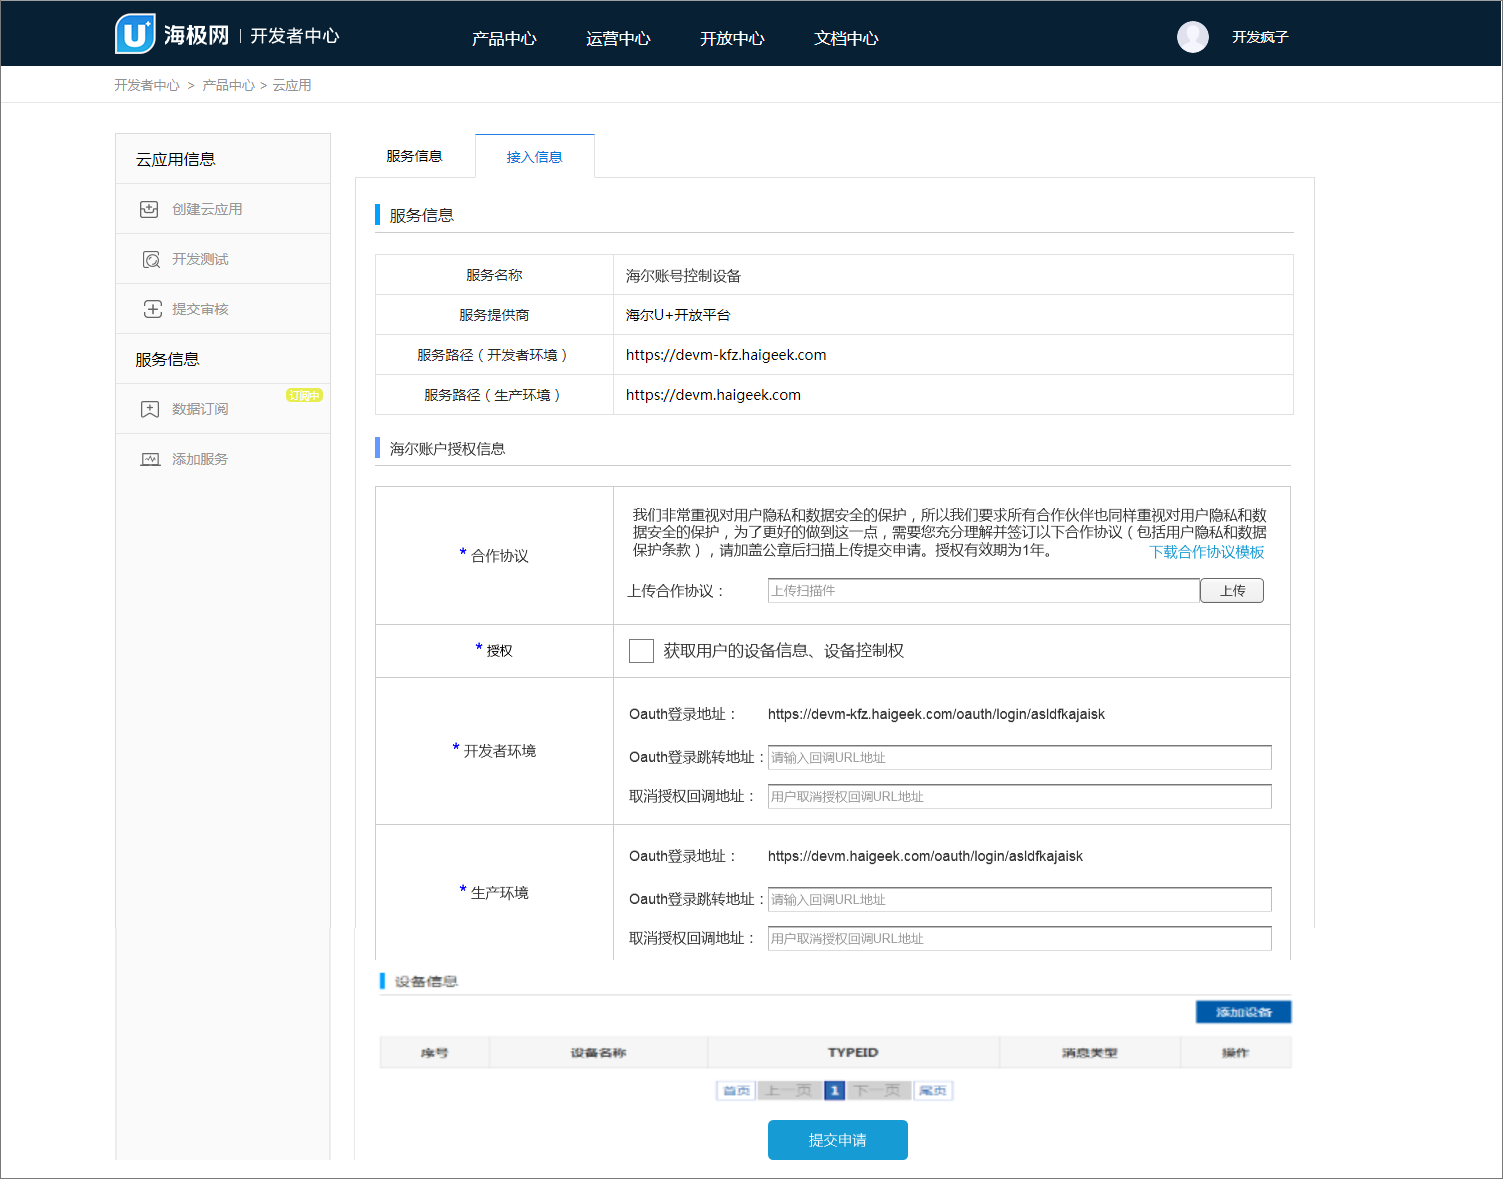 海极网 | 开发者中心
产品中心 运营中心 开放中心 文档中心
开发疯子
开发者中心 > 产品中心 > 云应用
云应用信息
创建云应用
开发测试
提交审核
服务信息
数据订阅
订阅中
添加服务
服务信息 接入信息
服务信息
服务名称 海尔账号控制设备
服务提供商 海尔U+开放平台
服务路径（开发者环境） https://devm-kfz.haigeek.com
服务路径（生产环境） https://devm.haigeek.com
海尔账户授权信息
* 合作协议
我们非常重视对用户隐私和数据安全的保护，所以我们要求所有合作伙伴也同样重视对用户隐私和数
据安全的保护，为了更好的做到这一点，需要您充分理解并签订以下合作协议（包括用户隐私和数据
保护条款），请加盖公章后扫描上传提交申请。授权有效期为1年。 下载合作协议模板
上传合作协议： 上传扫描件 上传
* 授权 获取用户的设备信息、设备控制权
* 开发者环境
Oauth登录地址： https://devm-kfz.haigeek.com/oauth/login/asldfkajaisk
Oauth登录跳转地址： 请输入回调URL地址
取消授权回调地址： 用户取消授权回调URL地址
* 生产环境
Oauth登录地址： https://devm.haigeek.com/oauth/login/asldfkajaisk
Oauth登录跳转地址： 请输入回调URL地址
取消授权回调地址： 用户取消授权回调URL地址
设备信息
添加设备
序号 设备名称 TYPEID 消息类型 操作
首页 上一页 1 下一页 尾页
提交申请